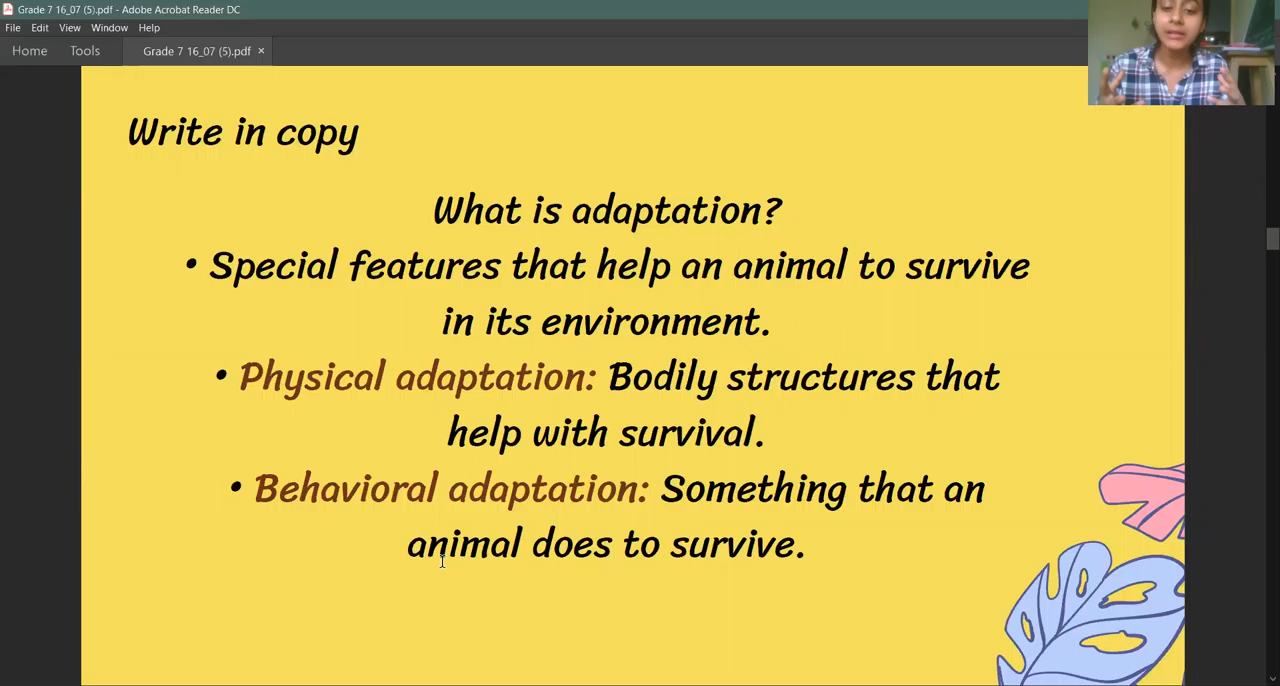 Grade 7 16_07 (5).pdf - Adobe Acrobat Reader DC
File Edit View Window Help
Home Tools Grade 7 16_07 (5).pdf ×
Write in copy
What is adaptation?
• Special features that help an animal to survive
in its environment.
• Physical adaptation: Bodily structures that
help with survival.
• Behavioral adaptation: Something that an
animal does to survive.